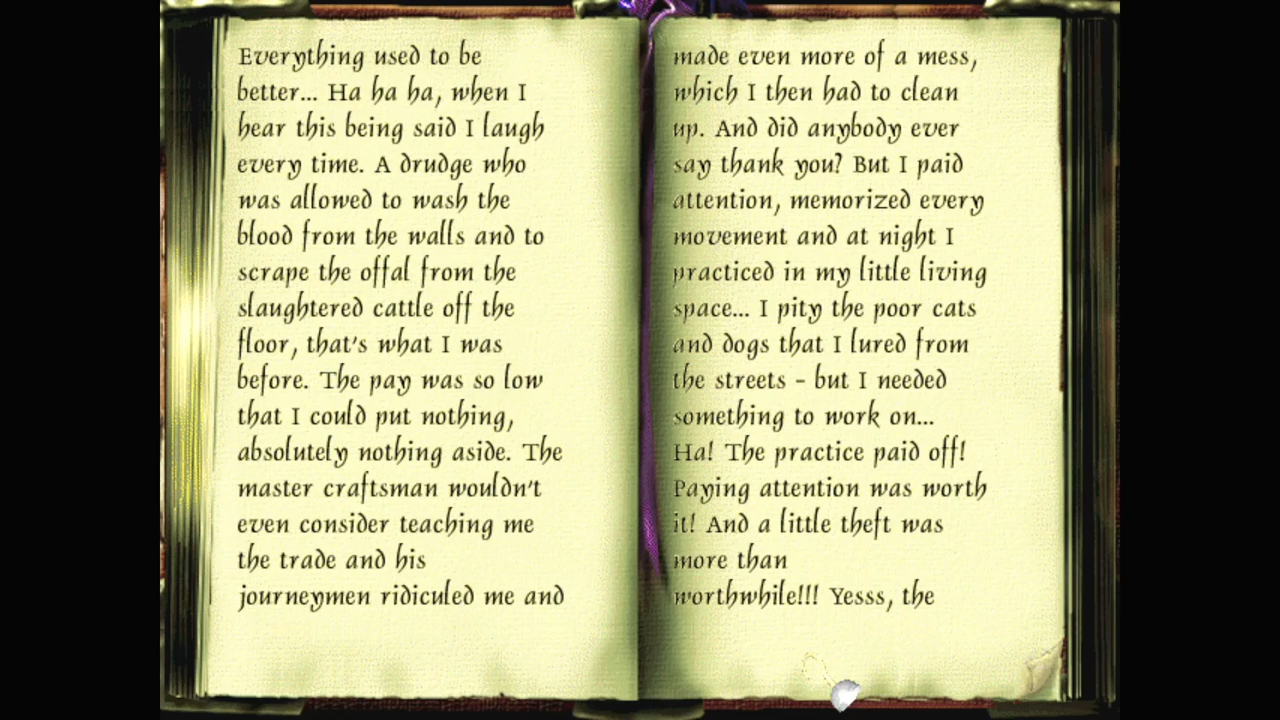 Everything used to be
better... Ha ha ha, when I
hear this being said I laugh
every time. A drudge who
was allowed to wash the
blood from the walls and to
scrape the offal from the
slaughtered cattle off the
floor, that's what I was
before. The pay was so low
that I could put nothing,
absolutely nothing aside. The
master craftsman wouldn't
even consider teaching me
the trade and his
journeymen ridiculed me and
made even more of a mess,
which I then had to clean
up. And did anybody ever
say thank you? But I paid
attention, memorized every
movement and at night I
practiced in my little living
space... I pity the poor cats
and dogs that I lured from
the streets - but I needed
something to work on...
Ha! The practice paid off!
Paying attention was worth
it! And a little theft was
more than
worthwhile!!! Yesss, the